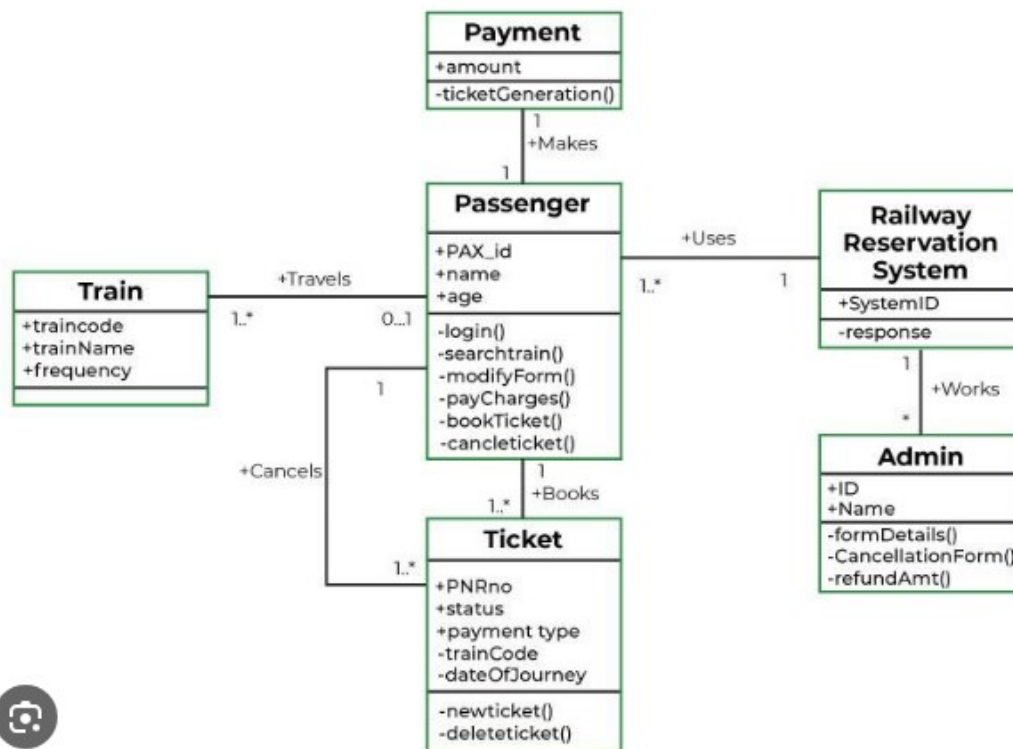 Payment
+amount
-ticketGeneration()
1
+Makes
1
Passenger
+PAX_id
+name
+age
-login()
-searchtrain()
-modifyForm()
-payCharges()
-bookTicket()
-cancleticket()
+Uses
1..*
1
Railway
Reservation
System
+SystemID
-response
1
+Works
*
Admin
+ID
+Name
-formDetails()
-CancellationForm()
-refundAmt()
+Travels
1..*
0...1
Train
+traincode
+trainName
+frequency
1
+Cancels
1..*
1
+Books
1..*
Ticket
+PNRno
+status
+payment type
-trainCode
-dateOfJourney
-newticket()
-deleteticket()